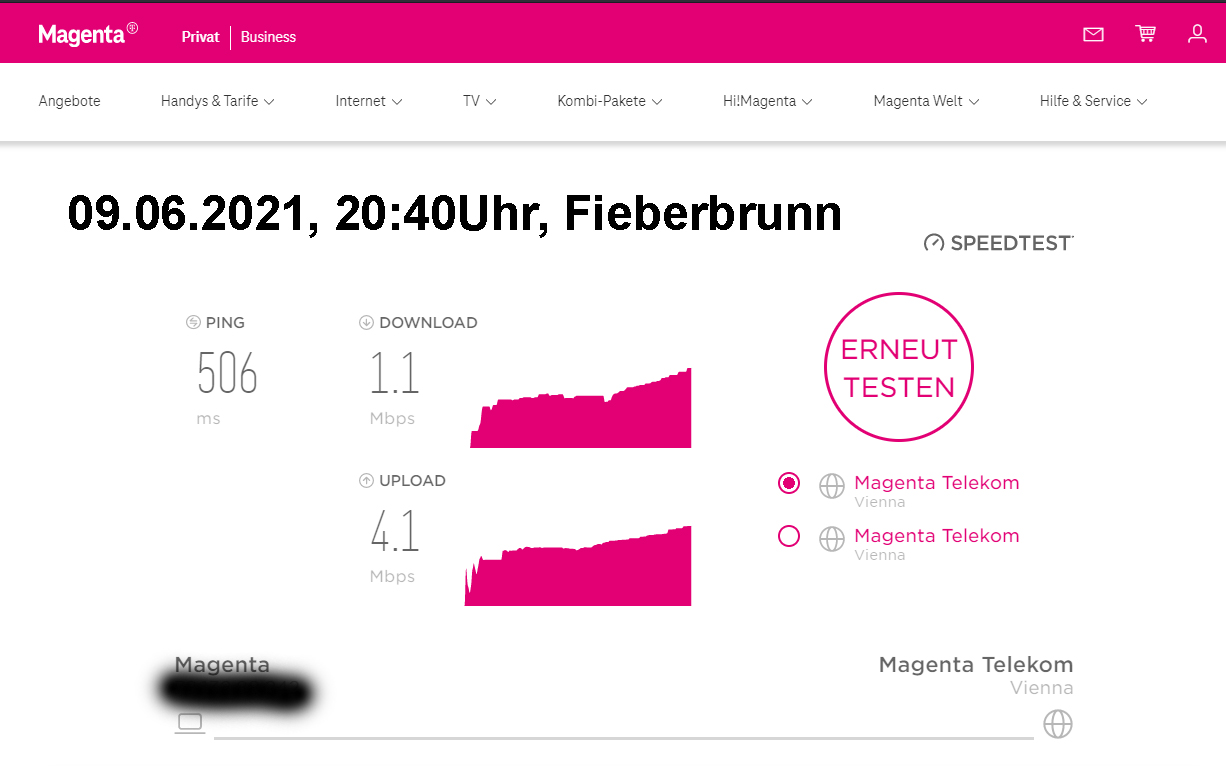 Magenta
Privat
Business
Angebote
Handys & Tarife
Internet
TV
Kombi-Pakete
Hi!Magenta
Magenta Welt
Hilfe & Service
09.06.2021, 20:40Uhr, Fieberbrunn
SPEEDTEST
PING
506
ms
DOWNLOAD
1.1
Mbps
UPLOAD
4.1
Mbps
ERNEUT
TESTEN
Magenta Telekom
Vienna
Magenta Telekom
Vienna
Magenta
Magenta Telekom
Vienna